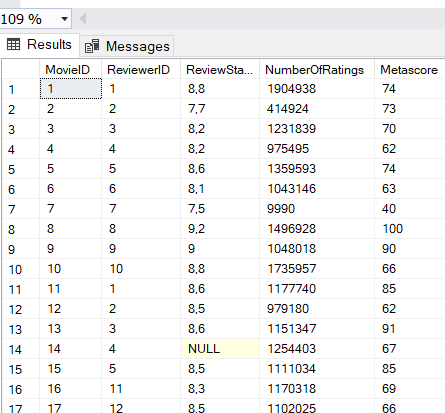 109 %
Results Messages
MovieID ReviewerID ReviewSta... NumberOfRatings Metascore
1 1 1 8,8 1904938 74
2 2 2 7,7 414924 73
3 3 3 8,2 1231839 70
4 4 4 8,2 975495 62
5 5 5 8,6 1359593 74
6 6 6 8,1 1043146 63
7 7 7 7,5 9990 40
8 8 8 9,2 1496928 100
9 9 9 9 1048018 90
10 10 10 8,8 1735957 66
11 11 1 8,6 1177740 85
12 12 2 8,5 979180 62
13 13 3 8,6 1151347 91
14 14 4 NULL 1254403 67
15 15 5 8,5 1111034 85
16 16 11 8,3 1170318 69
17 17 12 8.5 1102025 66